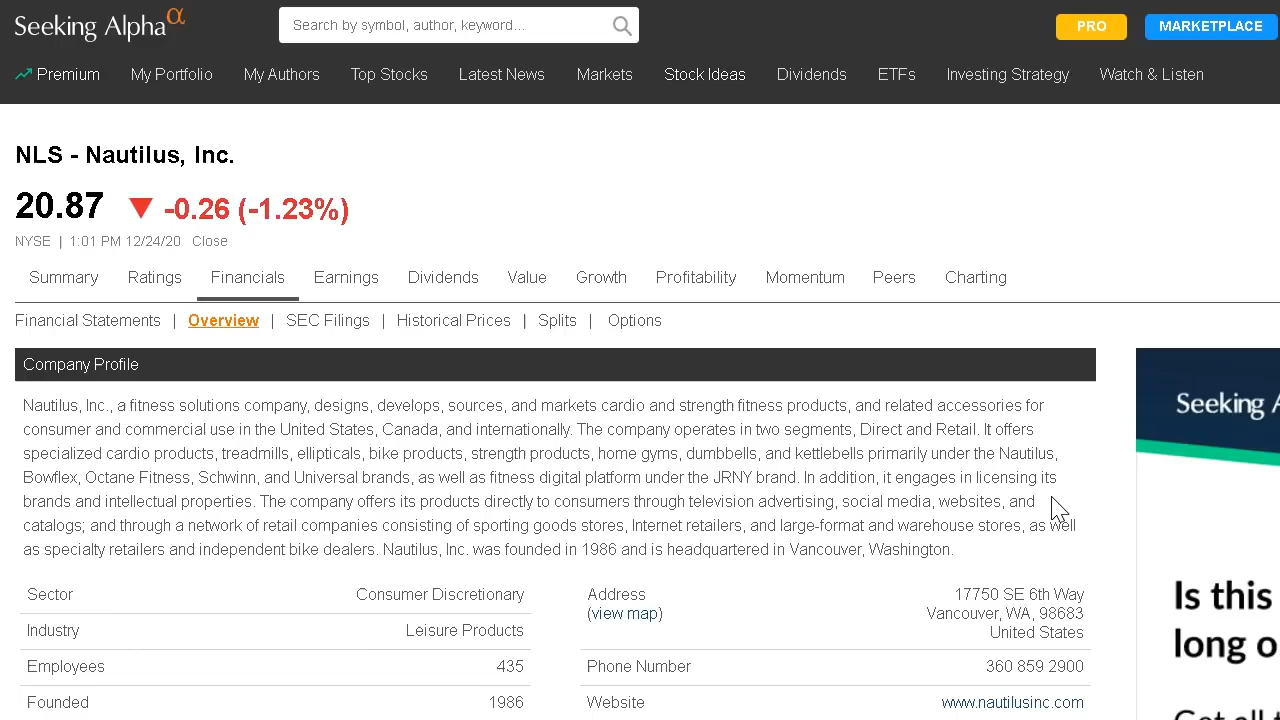 Seeking Alpha α
Search by symbol, author, keyword...
PRO
MARKETPLACE
Premium My Portfolio My Authors Top Stocks Latest News Markets Stock Ideas Dividends ETFs Investing Strategy Watch & Listen
NLS - Nautilus, Inc.
20.87 ▼ -0.26 (-1.23%)
NYSE | 1:01 PM 12/24/20 Close
Summary Ratings Financials Earnings Dividends Value Growth Profitability Momentum Peers Charting
Financial Statements | Overview | SEC Filings | Historical Prices | Splits | Options
Company Profile
Nautilus, Inc., a fitness solutions company, designs, develops, sources, and markets cardio and strength fitness products, and related accessories for
consumer and commercial use in the United States, Canada, and internationally. The company operates in two segments, Direct and Retail. It offers
specialized cardio products, treadmills, ellipticals, bike products, strength products, home gyms, dumbbells, and kettlebells primarily under the Nautilus,
Bowflex, Octane Fitness, Schwinn, and Universal brands, as well as fitness digital platform under the JRNY brand. In addition, it engages in licensing its
brands and intellectual properties. The company offers its products directly to consumers through television advertising, social media, websites, and
catalogs; and through a network of retail companies consisting of sporting goods stores, Internet retailers, and large-format and warehouse stores, as well
as specialty retailers and independent bike dealers. Nautilus, Inc. was founded in 1986 and is headquartered in Vancouver, Washington.
Sector Consumer Discretionary
Industry Leisure Products
Employees 435
Founded 1986
Address 17750 SE 6th Way
(view map) Vancouver, WA, 98683
United States
Phone Number 360 859 2900
Website www.nautilusinc.com
Seeking A
Is this
long o
Get all